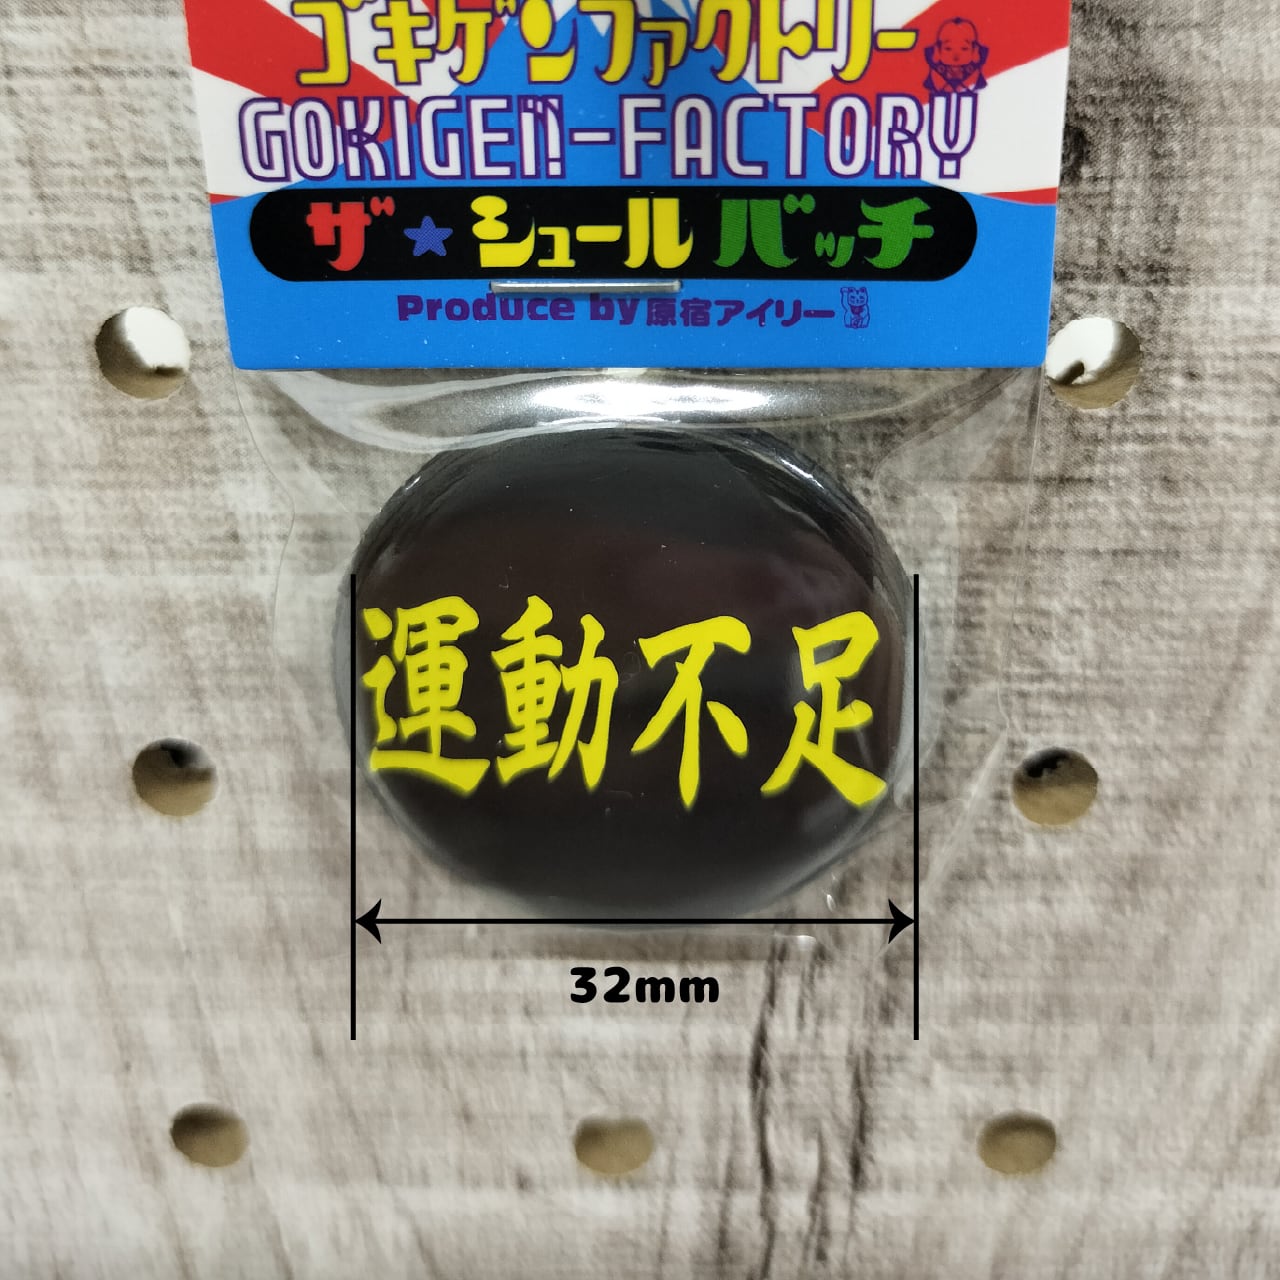 ゴキゲンファクトリー
GOKIGEN-FACTORY
ザ★シュールバッチ
Produce by 原宿アイリー
運動不足
32mm